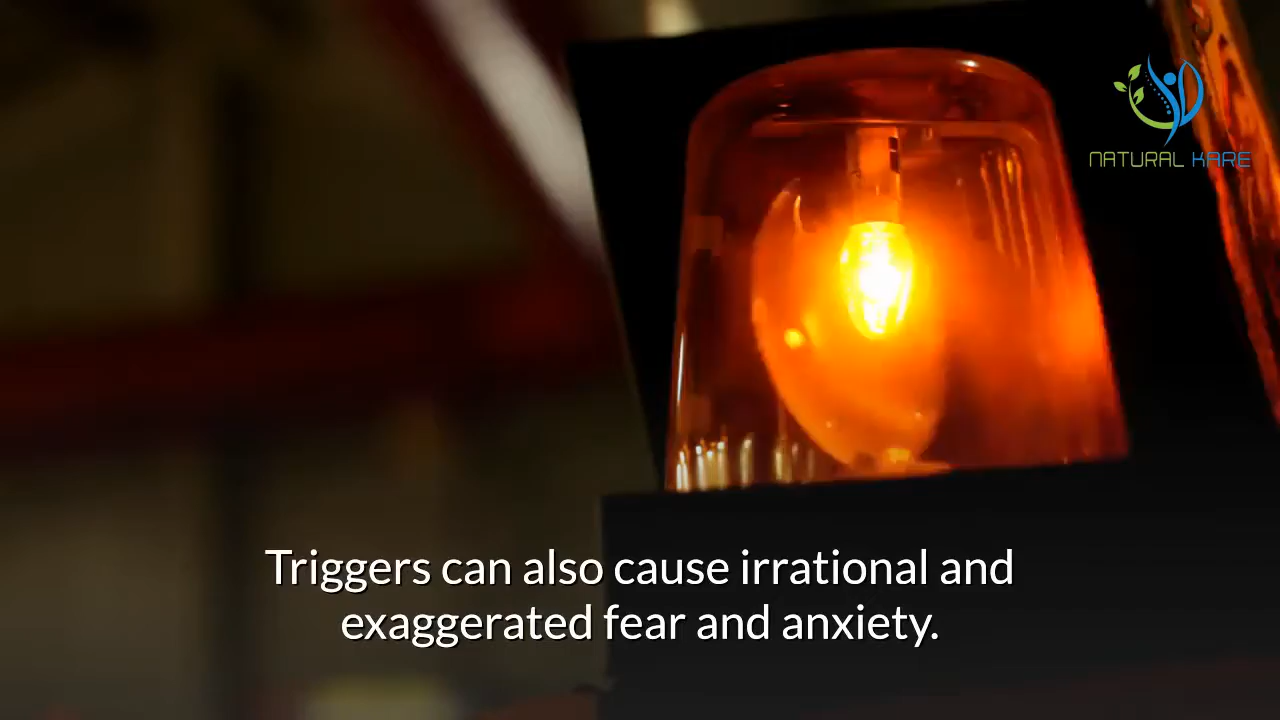 NATURAL KARE
Triggers can also cause irrational and
exaggerated fear and anxiety.